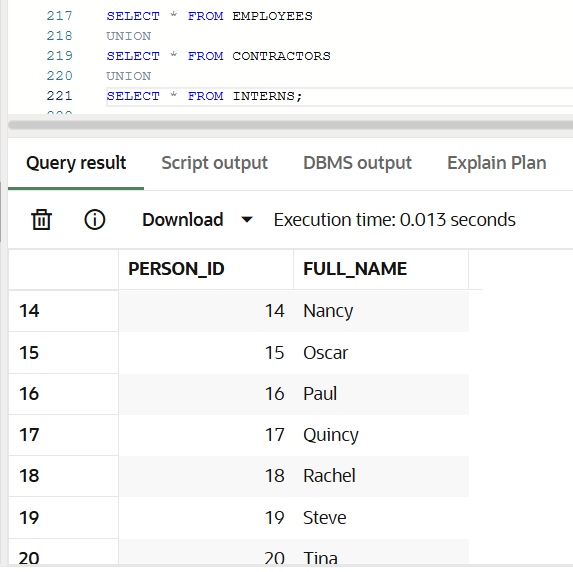 217 SELECT * FROM EMPLOYEES
218 UNION
219 SELECT * FROM CONTRACTORS
220 UNION
221 SELECT * FROM INTERNS;
Query result Script output DBMS output Explain Plan
Download Execution time: 0.013 seconds
PERSON_ID FULL_NAME
14 14 Nancy
15 15 Oscar
16 16 Paul
17 17 Quincy
18 18 Rachel
19 19 Steve
20 20 Tina